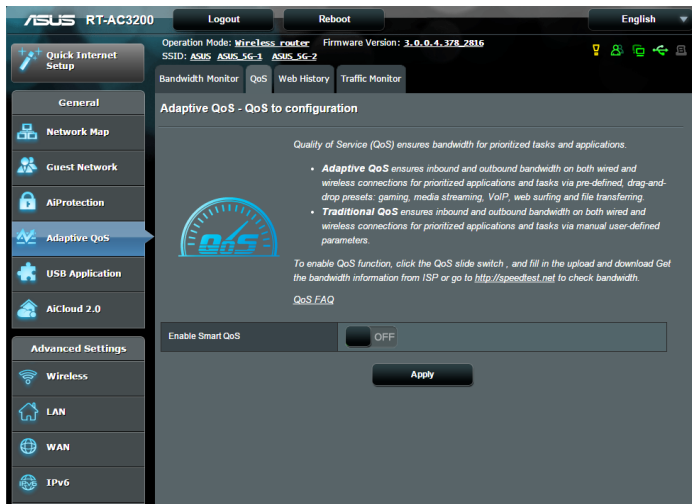 ASUS RT-AC3200 Logout Reboot English
Quick Internet
Setup
Operation Mode: Wireless router Firmware Version: 3.0.0.4.378_2816
SSID: ASUS ASUS_5G-1 ASUS_5G-2
Bandwidth Monitor QoS Web History Traffic Monitor
General
Network Map
Guest Network
AiProtection
Adaptive QoS
USB Application
AiCloud 2.0
Advanced Settings
Wireless
LAN
WAN
IPv6
IPv6
Adaptive QoS - QoS to configuration
QoS
Quality of Service (QoS) ensures bandwidth for prioritized tasks and applications.
• Adaptive QoS ensures inbound and outbound bandwidth on both wired and
wireless connections for prioritized applications and tasks via pre-defined, drag-and-
drop presets: gaming, media streaming, VoIP, web surfing and file transferring.
• Traditional QoS ensures inbound and outbound bandwidth on both wired and
wireless connections for prioritized applications and tasks via manual user-defined
parameters.
To enable QoS function, click the QoS slide switch , and fill in the upload and download Get
the bandwidth information from ISP or go to http://speedtest.net to check bandwidth.
QoS FAQ
Enable Smart QoS OFF
Apply